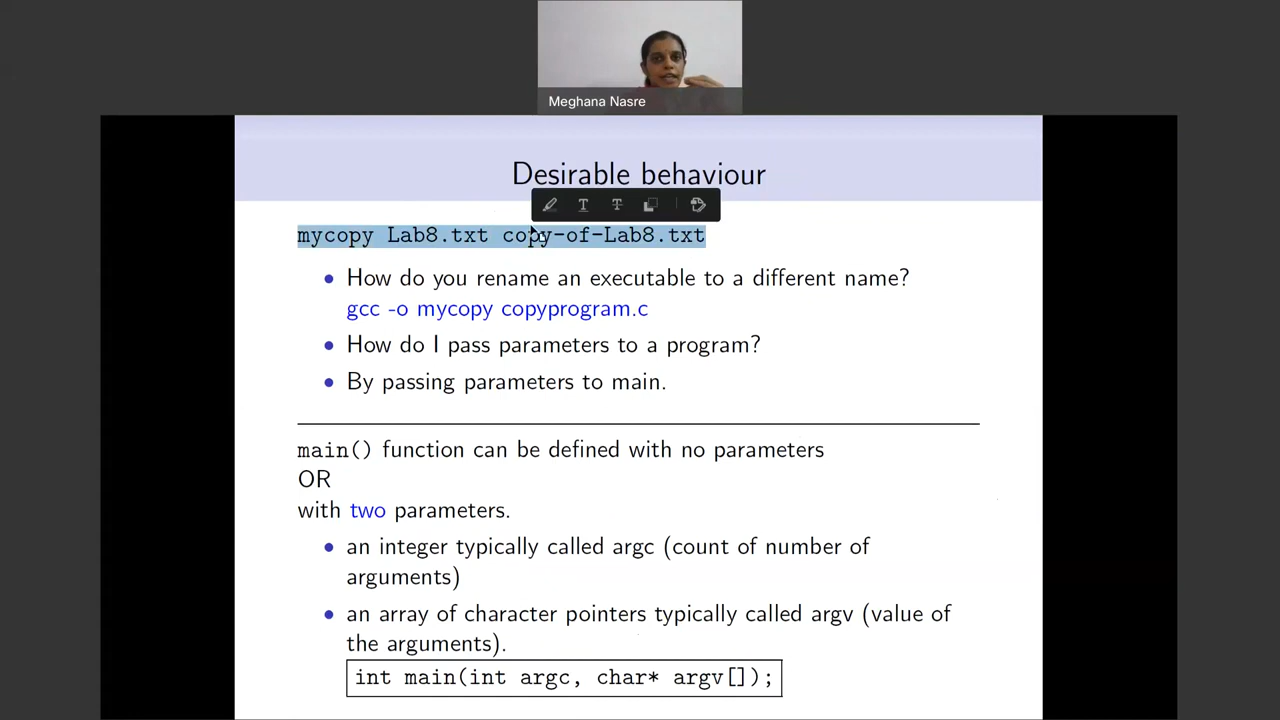 Meghana Nasre
Desirable behaviour
mycopy Lab8.txt copy-of-Lab8.txt
• How do you rename an executable to a different name?
gcc -o mycopy copyprogram.c
• How do I pass parameters to a program?
• By passing parameters to main.
main() function can be defined with no parameters
OR
with two parameters.
• an integer typically called argc (count of number of
arguments)
• an array of character pointers typically called argv (value of
the arguments).
int main(int argc, char* argv[]);